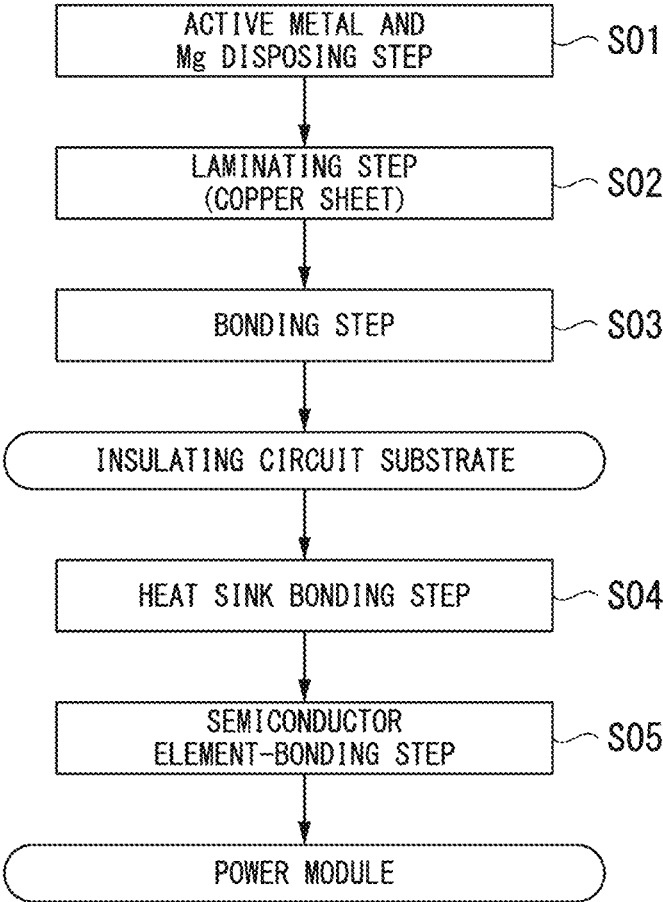 ACTIVE METAL AND
Mg DISPOSING STEP
S01
LAMINATING STEP
(COPPER SHEET)
S02
BONDING STEP
S03
INSULATING CIRCUIT SUBSTRATE
HEAT SINK BONDING STEP
S04
SEMICONDUCTOR
ELEMENT-BONDING STEP
S05
POWER MODULE